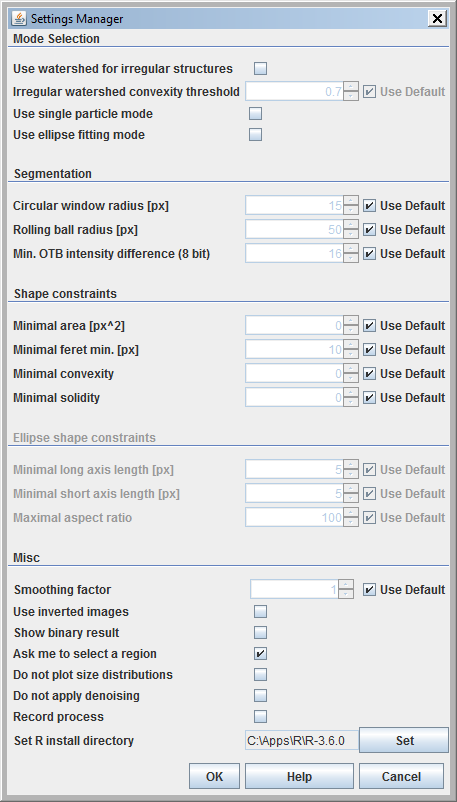 Settings Manager
Mode Selection
Use watershed for irregular structures
Irregular watershed convexity threshold 0.7 Use Default
Use single particle mode
Use ellipse fitting mode
Segmentation
Circular window radius [px] 15 Use Default
Rolling ball radius [px] 50 Use Default
Min. OTB intensity difference (8 bit) 16 Use Default
Shape constraints
Minimal area [px^2] 0 Use Default
Minimal feret min. [px] 10 Use Default
Minimal convexity 0 Use Default
Minimal solidity 0 Use Default
Ellipse shape constraints
Minimal long axis length [px] 5 Use Default
Minimal short axis length [px] 5 Use Default
Maximal aspect ratio 100 Use Default
Misc
Smoothing factor 1 Use Default
Use inverted images
Show binary result
Ask me to select a region
Do not plot size distributions
Do not apply denoising
Record process
Set R install directory C:\Apps\R\R-3.6.0 Set
OK Help Cancel